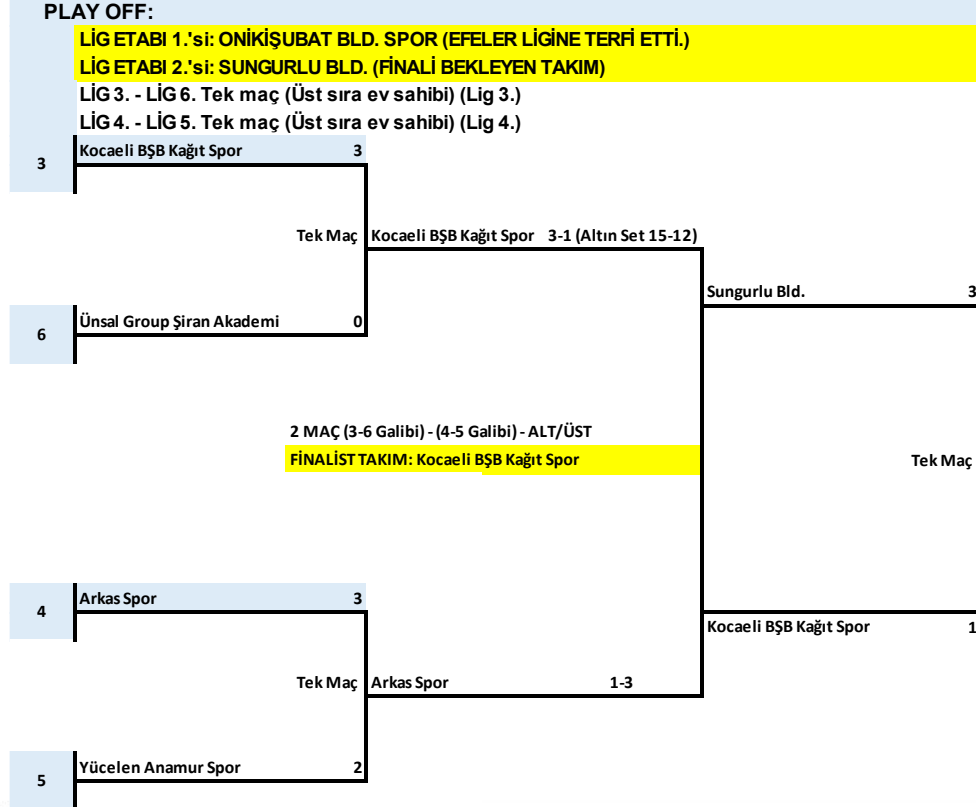 PLAY OFF:
LİG ETABI 1.'si: ONİKİŞUBAT BLD. SPOR (EFELER LİGİNE TERFİ ETTİ.)
LİG ETABI 2.'si: SUNGURLU BLD. (FİNALİ BEKLEYEN TAKIM)
LİG 3. - LİG 6. Tek maç (Üst sıra ev sahibi) (Lig 3.)
LİG 4. - LİG 5. Tek maç (Üst sıra ev sahibi) (Lig 4.)
3 Kocaeli BŞB Kağıt Spor 3
Tek Maç Kocaeli BŞB Kağıt Spor 3-1 (Altın Set 15-12)
Sungurlu Bld. 3
6 Ünsal Group Şiran Akademi 0
2 MAÇ (3-6 Galibi) - (4-5 Galibi) - ALT/ÜST
FİNALİST TAKIM: Kocaeli BŞB Kağıt Spor
Tek Maç
4 Arkas Spor 3
Kocaeli BŞB Kağıt Spor 1
Tek Maç Arkas Spor 1-3
5 Yücelen Anamur Spor 2